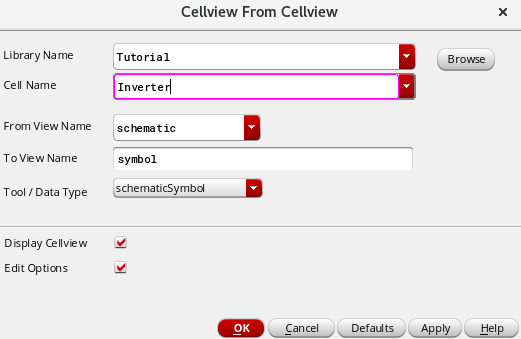 Cellview From Cellview
Library Name Tutorial Browse
Cell Name Inverter
From View Name schematic
To View Name symbol
Tool / Data Type schematicSymbol
Display Cellview
Edit Options
OK Cancel Defaults Apply Help